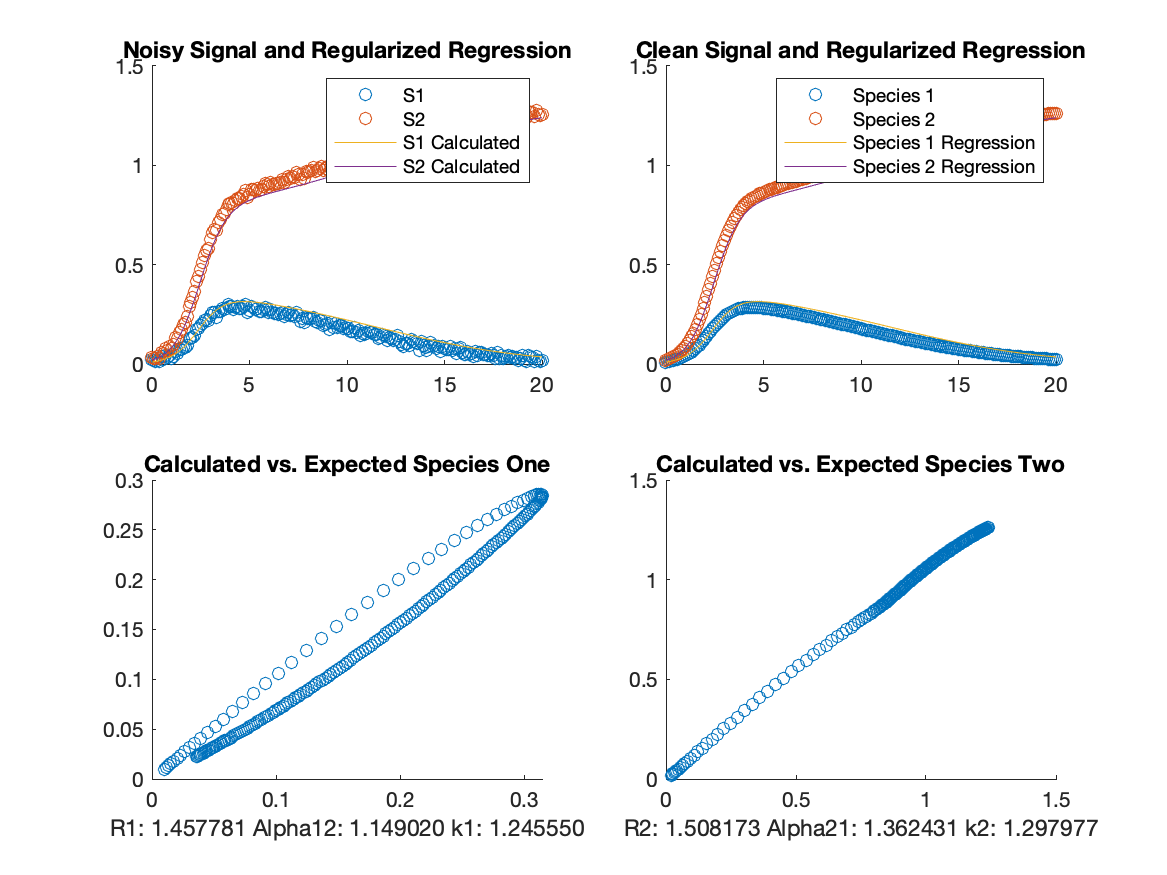 Noisy Signal and Regularized Regression
1.5
1
0.5
0
S1
S2
S1 Calculated
S2 Calculated
0 5 10 15 20
Clean Signal and Regularized Regression
1.5
1
0.5
0
Species 1
Species 2
Species 1 Regression
Species 2 Regression
0 5 10 15 20
Calculated vs. Expected Species One
0.3
0.25
0.2
0.15
0.1
0.05
0
0 0.1 0.2 0.3
R1: 1.457781 Alpha12: 1.149020 k1: 1.245550
Calculated vs. Expected Species Two
1.5
1
0.5
0
0 0.5 1 1.5
R2: 1.508173 Alpha21: 1.362431 k2: 1.297977